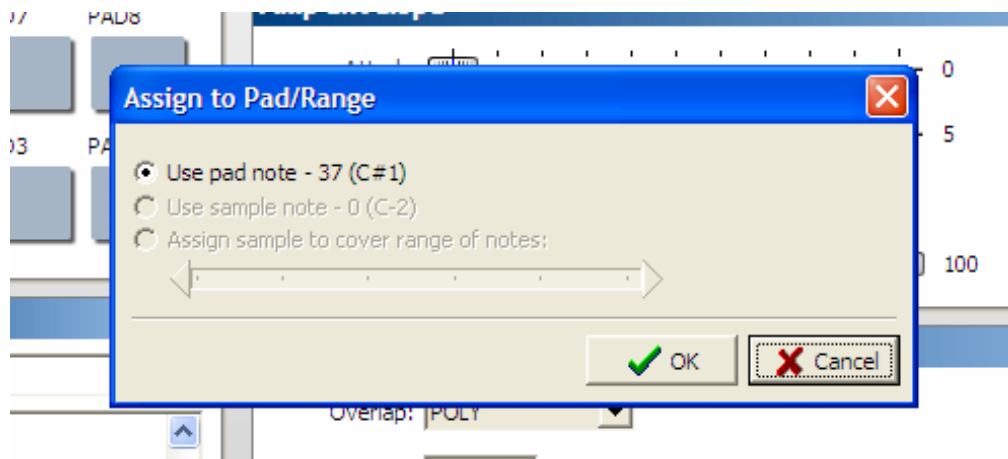 PAD8
Assign to Pad/Range
Use pad note - 37 (C#1)
Use sample note - 0 (C-2)
Assign sample to cover range of notes:
OK
Cancel
0
5
100
Overlap: POLY